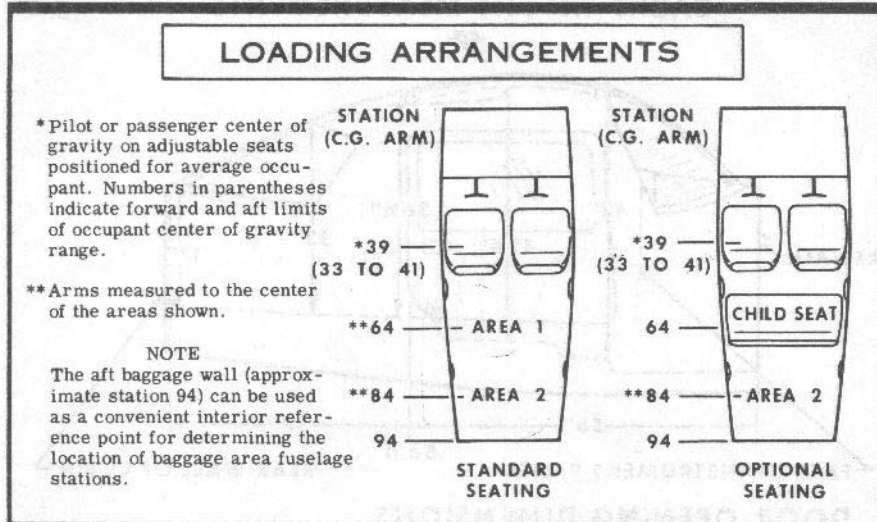 LOADING ARRANGEMENTS
*Pilot or passenger center of
gravity on adjustable seats
positioned for average occu-
pant. Numbers in parentheses
indicate forward and aft limits
of occupant center of gravity
range.
**Arms measured to the center
of the areas shown.
NOTE
The aft baggage wall (approx-
imate station 94) can be used
as a convenient interior refer-
ence point for determining the
location of baggage area fuselage
stations.
STATION
(C.G. ARM)
*39
(33 TO 41)
**64
AREA 1
**84
AREA 2
94
STANDARD
SEATING
STATION
(C.G. ARM)
*39
(33 TO 41)
64
CHILD SEAT
**84
AREA 2
94
OPTIONAL
SEATING